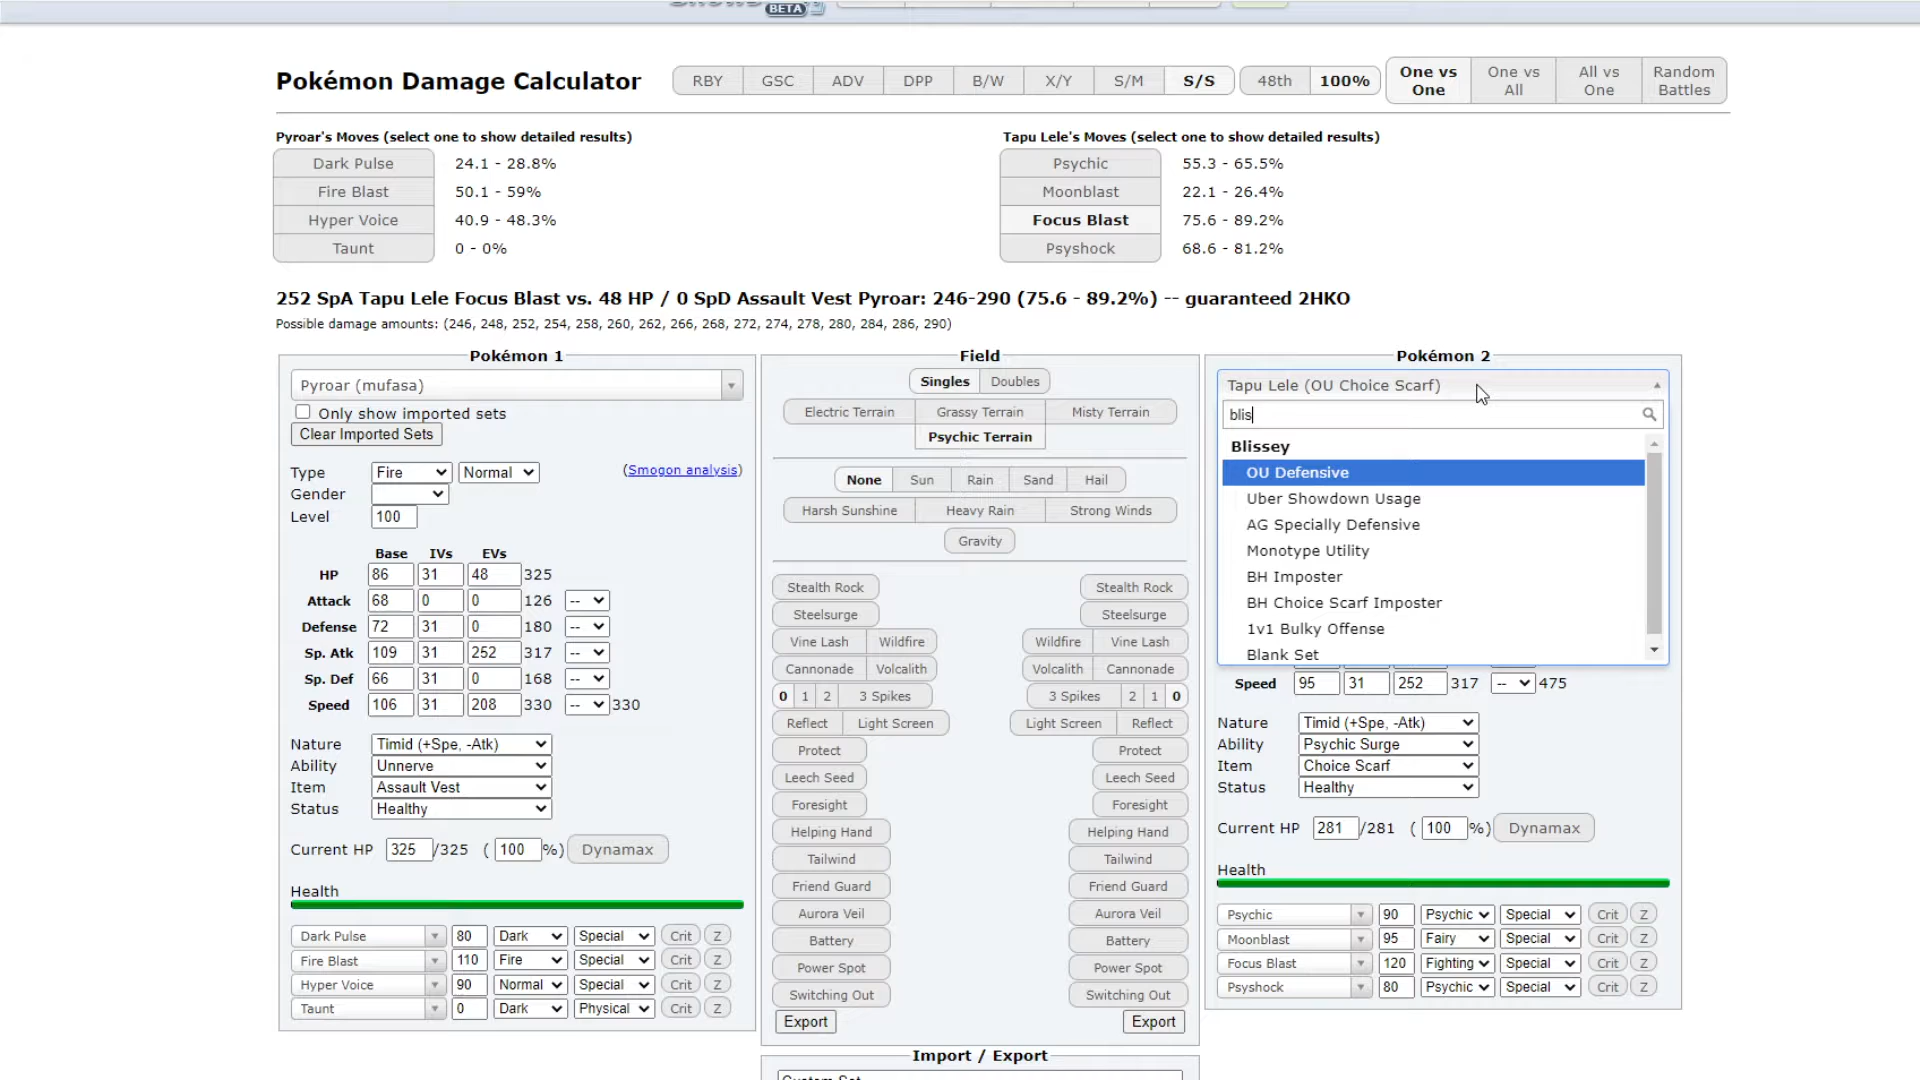 BETA
Pokémon Damage Calculator
RBY GSC ADV DPP B/W X/Y S/M S/S 48th 100% One vs One One vs All All vs One Random Battles
Pyroar's Moves (select one to show detailed results)
Dark Pulse 24.1 - 28.8%
Fire Blast 50.1 - 59%
Hyper Voice 40.9 - 48.3%
Taunt 0 - 0%
Tapu Lele's Moves (select one to show detailed results)
Psychic 55.3 - 65.5%
Moonblast 22.1 - 26.4%
Focus Blast 75.6 - 89.2%
Psyshock 68.6 - 81.2%
252 SpA Tapu Lele Focus Blast vs. 48 HP / 0 SpD Assault Vest Pyroar: 246-290 (75.6 - 89.2%) -- guaranteed 2HKO
Possible damage amounts: (246, 248, 252, 254, 258, 260, 262, 266, 268, 272, 274, 278, 280, 284, 286, 290)
Pokémon 1
Pyroar (mufasa)
Only show imported sets
Clear Imported Sets
Type Fire Normal (Smogon analysis)
Gender
Level 100
Base IVs EVs
HP 86 31 48 325
Attack 68 0 0 126 --
Defense 72 31 0 180 --
Sp. Atk 109 31 252 317 --
Sp. Def 66 31 0 168 --
Speed 106 31 208 330 -- 330
Nature Timid (+Spe, -Atk)
Ability Unnerve
Item Assault Vest
Status Healthy
Current HP 325 /325 ( 100 %) Dynamax
Health
Dark Pulse 80 Dark Special Crit Z
Fire Blast 110 Fire Special Crit Z
Hyper Voice 90 Normal Special Crit Z
Taunt 0 Dark Physical Crit Z
Field
Singles Doubles
Electric Terrain Grassy Terrain Misty Terrain
Psychic Terrain
None Sun Rain Sand Hail
Harsh Sunshine Heavy Rain Strong Winds
Gravity
Stealth Rock Stealth Rock
Steelsurge Steelsurge
Vine Lash Wildfire Wildfire Vine Lash
Cannonade Volcalith Volcalith Cannonade
0 1 2 3 Spikes 3 Spikes 2 1 0
Reflect Light Screen Light Screen Reflect
Protect Protect
Leech Seed Leech Seed
Foresight Foresight
Helping Hand Helping Hand
Tailwind Tailwind
Friend Guard Friend Guard
Aurora Veil Aurora Veil
Battery Battery
Power Spot Power Spot
Switching Out Switching Out
Export Export
Import / Export
Custom Set
Pokémon 2
Tapu Lele (OU Choice Scarf)
blis
Blissey
OU Defensive
Uber Showdown Usage
AG Specially Defensive
Monotype Utility
BH Imposter
BH Choice Scarf Imposter
1v1 Bulky Offense
Blank Set
Speed 95 31 252 317 -- 475
Nature Timid (+Spe, -Atk)
Ability Psychic Surge
Item Choice Scarf
Status Healthy
Current HP 281 /281 ( 100 %) Dynamax
Health
Psychic 90 Psychic Special Crit Z
Moonblast 95 Fairy Special Crit Z
Focus Blast 120 Fighting Special Crit Z
Psyshock 80 Psychic Special Crit Z